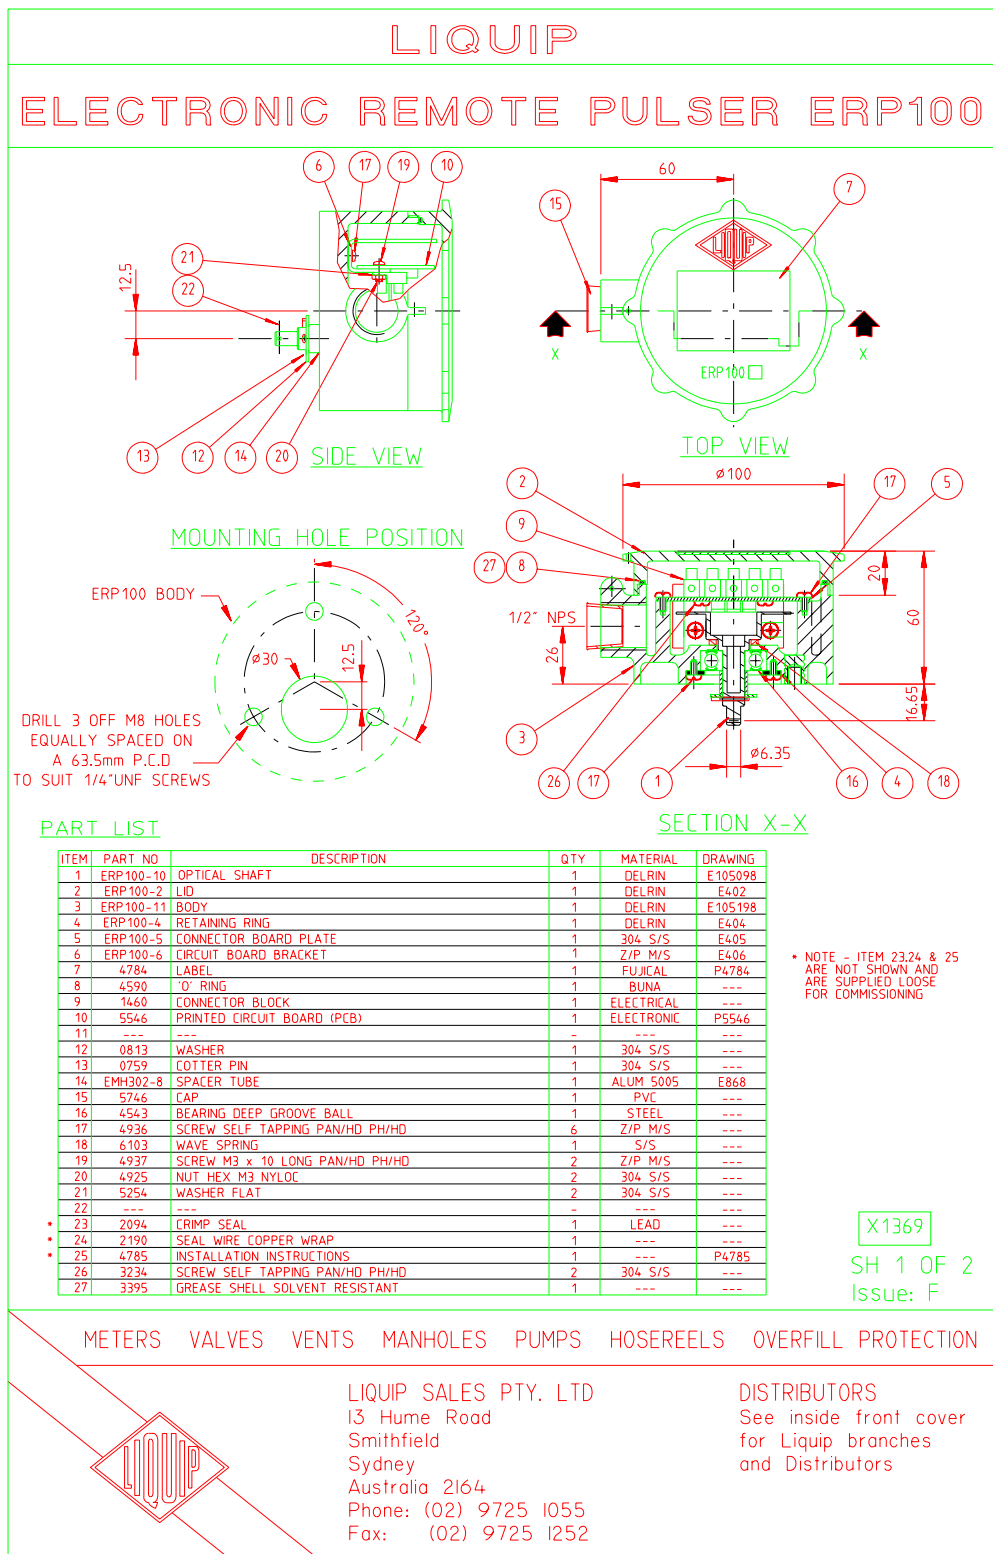 LIQUIP
ELECTRONIC REMOTE PULSER ERP100
6 17 19 10
21
22
12.5
13 12 14 20
SIDE VIEW
60
15
7
LIQUIP
X X
ERP100
TOP VIEW
MOUNTING HOLE POSITION
ERP100 BODY
120°
ø30
12.5
DRILL 3 OFF M8 HOLES
EQUALLY SPACED ON
A 63.5mm P.C.D
TO SUIT 1/4"UNF SCREWS
2
ø100
17 5
9
27 8
1/2" NPS
26
20
60
16.65
3
ø6.35
26 17 1 16 4 18
SECTION X-X
PART LIST
ITEM PART NO DESCRIPTION QTY MATERIAL DRAWING
1 ERP100-10 OPTICAL SHAFT 1 DELRIN E105098
2 ERP100-2 LID 1 DELRIN E402
3 ERP100-11 BODY 1 DELRIN E105198
4 ERP100-4 RETAINING RING 1 DELRIN E404
5 ERP100-5 CONNECTOR BOARD PLATE 1 304 S/S E405
6 ERP100-6 CIRCUIT BOARD BRACKET 1 Z/P M/S E406
7 4784 LABEL 1 FUJICAL P4784
8 4590 'O' RING 1 BUNA ---
9 1460 CONNECTOR BLOCK 1 ELECTRICAL ---
10 5546 PRINTED CIRCUIT BOARD (PCB) 1 ELECTRONIC P5546
11 --- --- - --- ---
12 0813 WASHER 1 304 S/S ---
13 0759 COTTER PIN 1 304 S/S ---
14 EMH302-8 SPACER TUBE 1 ALUM 5005 E868
15 5746 CAP 1 PVC ---
16 4543 BEARING DEEP GROOVE BALL 1 STEEL ---
17 4936 SCREW SELF TAPPING PAN/HD PH/HD 6 Z/P M/S ---
18 6103 WAVE SPRING 1 S/S ---
19 4937 SCREW M3 x 10 LONG PAN/HD PH/HD 2 Z/P M/S ---
20 4925 NUT HEX M3 NYLOC 2 304 S/S ---
21 5254 WASHER FLAT 2 304 S/S ---
22 --- --- - --- ---
* 23 2094 CRIMP SEAL 1 LEAD ---
* 24 2190 SEAL WIRE COPPER WRAP 1 --- ---
* 25 4785 INSTALLATION INSTRUCTIONS 1 --- P4785
26 3234 SCREW SELF TAPPING PAN/HD PH/HD 2 304 S/S ---
27 3395 GREASE SHELL SOLVENT RESISTANT 1 --- ---
* NOTE - ITEM 23,24 & 25
ARE NOT SHOWN AND
ARE SUPPLIED LOOSE
FOR COMMISSIONING
X1369
SH 1 OF 2
Issue: F
METERS VALVES VENTS MANHOLES PUMPS HOSEREELS OVERFILL PROTECTION
LIQUIP
LIQUIP SALES PTY. LTD
13 Hume Road
Smithfield
Sydney
Australia 2164
Phone: (02) 9725 1055
Fax: (02) 9725 1252
DISTRIBUTORS
See inside front cover
for Liquip branches
and Distributors